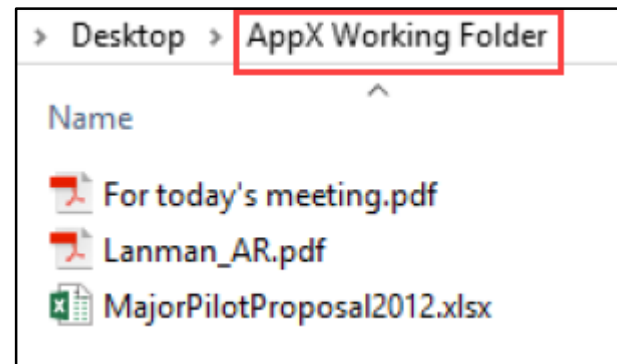 > Desktop > AppX Working Folder
Name
For today's meeting.pdf
Lanman_AR.pdf
MajorPilotProposal2012.xlsx